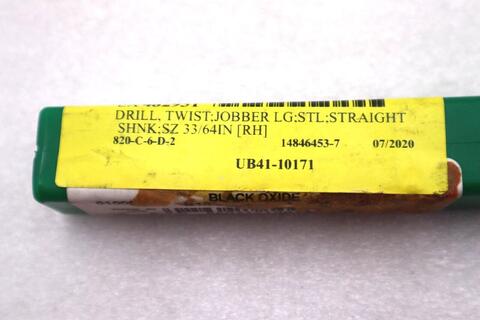 DRILL, TWIST;JOBBER LG;STL;STRAIGHT
SHNK;SZ 33/64IN [RH]
820-C-6-D-2 14846453-7 07/2020
UB41-10171
BLACK OXIDE